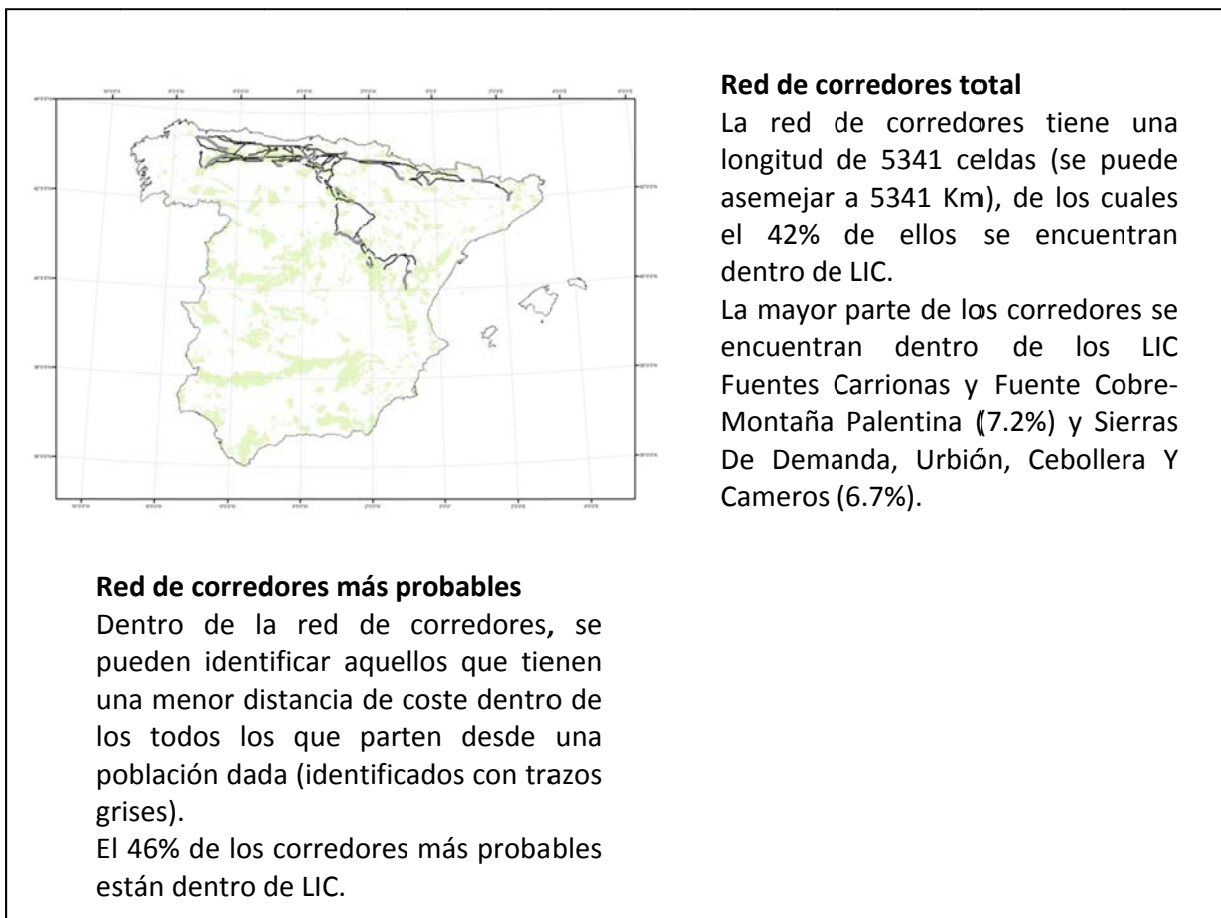 Red de corredores total
La red de corredores tiene una
longitud de 5341 celdas (se puede
asemejar a 5341 Km), de los cuales
el 42% de ellos se encuentran
dentro de LIC.
La mayor parte de los corredores se
encuentran dentro de los LIC
Fuentes Carrionas y Fuente Cobre-
Montaña Palentina (7.2%) y Sierras
De Demanda, Urbión, Cebollera Y
Cameros (6.7%).
Red de corredores más probables
Dentro de la red de corredores, se
pueden identificar aquellos que tienen
una menor distancia de coste dentro de
los todos los que parten desde una
población dada (identificados con trazos
grises).
El 46% de los corredores más probables
están dentro de LIC.